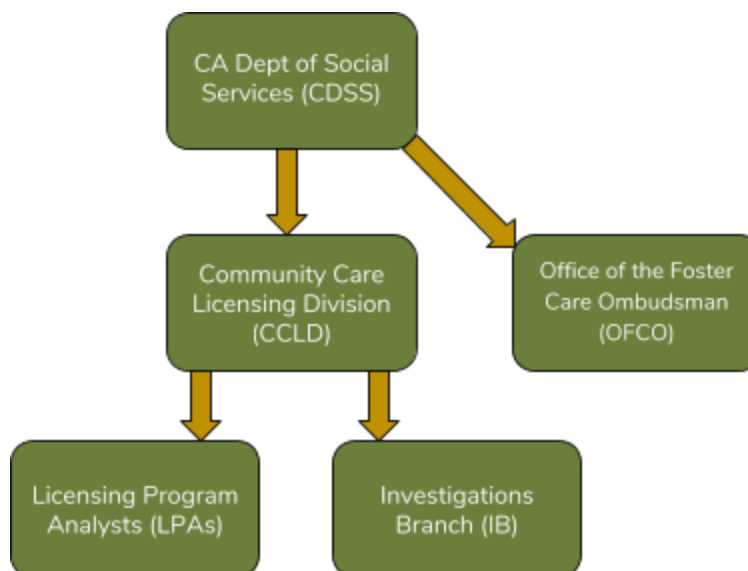 CA Dept of Social
Services (CDSS)
Community Care
Licensing Division
(CCLD)
Office of the Foster
Care Ombudsman
(OFCO)
Licensing Program
Analysts (LPAs)
Investigations
Branch (IB)